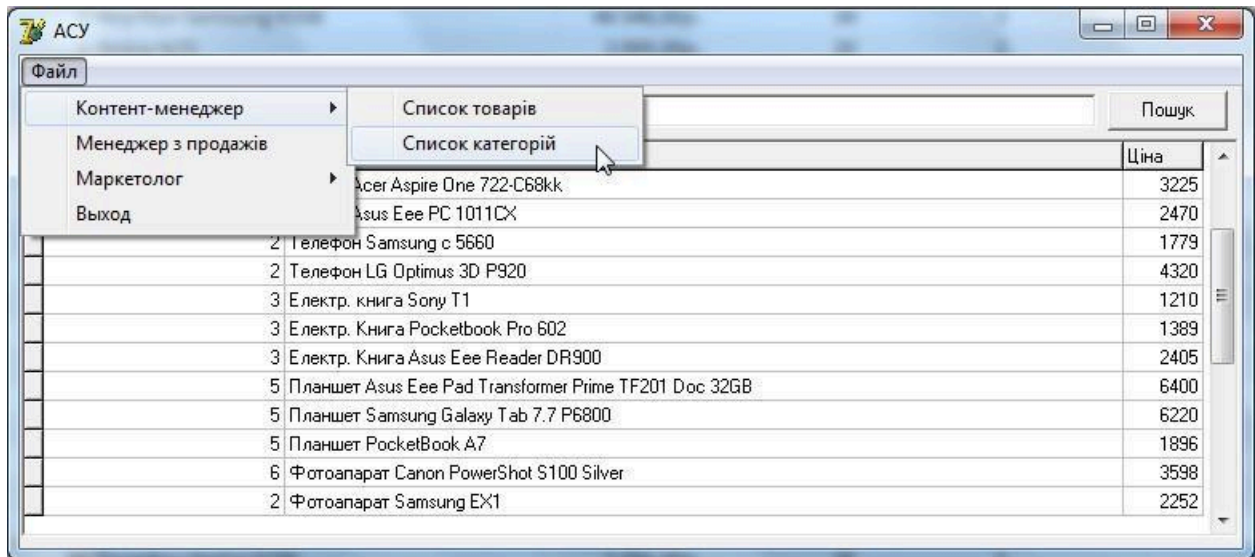 АСУ
Файл
Контент-менеджер
Список товарів
Пошук
Менеджер з продажів
Список категорій
Маркетолог
Выход
Ціна
Acer Aspire One 722-C68kk 3225
Asus Eee PC 1011CX 2470
2 Телефон Samsung c 5660 1779
2 Телефон LG Optimus 3D P920 4320
3 Електр. книга Sony T1 1210
3 Електр. Книга Pocketbook Pro 602 1389
3 Електр. Книга Asus Eee Reader DR900 2405
5 Планшет Asus Eee Pad Transformer Prime TF201 Doc 32GB 6400
5 Планшет Samsung Galaxy Tab 7.7 P6800 6220
5 Планшет PocketBook A7 1896
6 Фотоапарат Canon PowerShot S100 Silver 3598
2 Фотоапарат Samsung EX1 2252